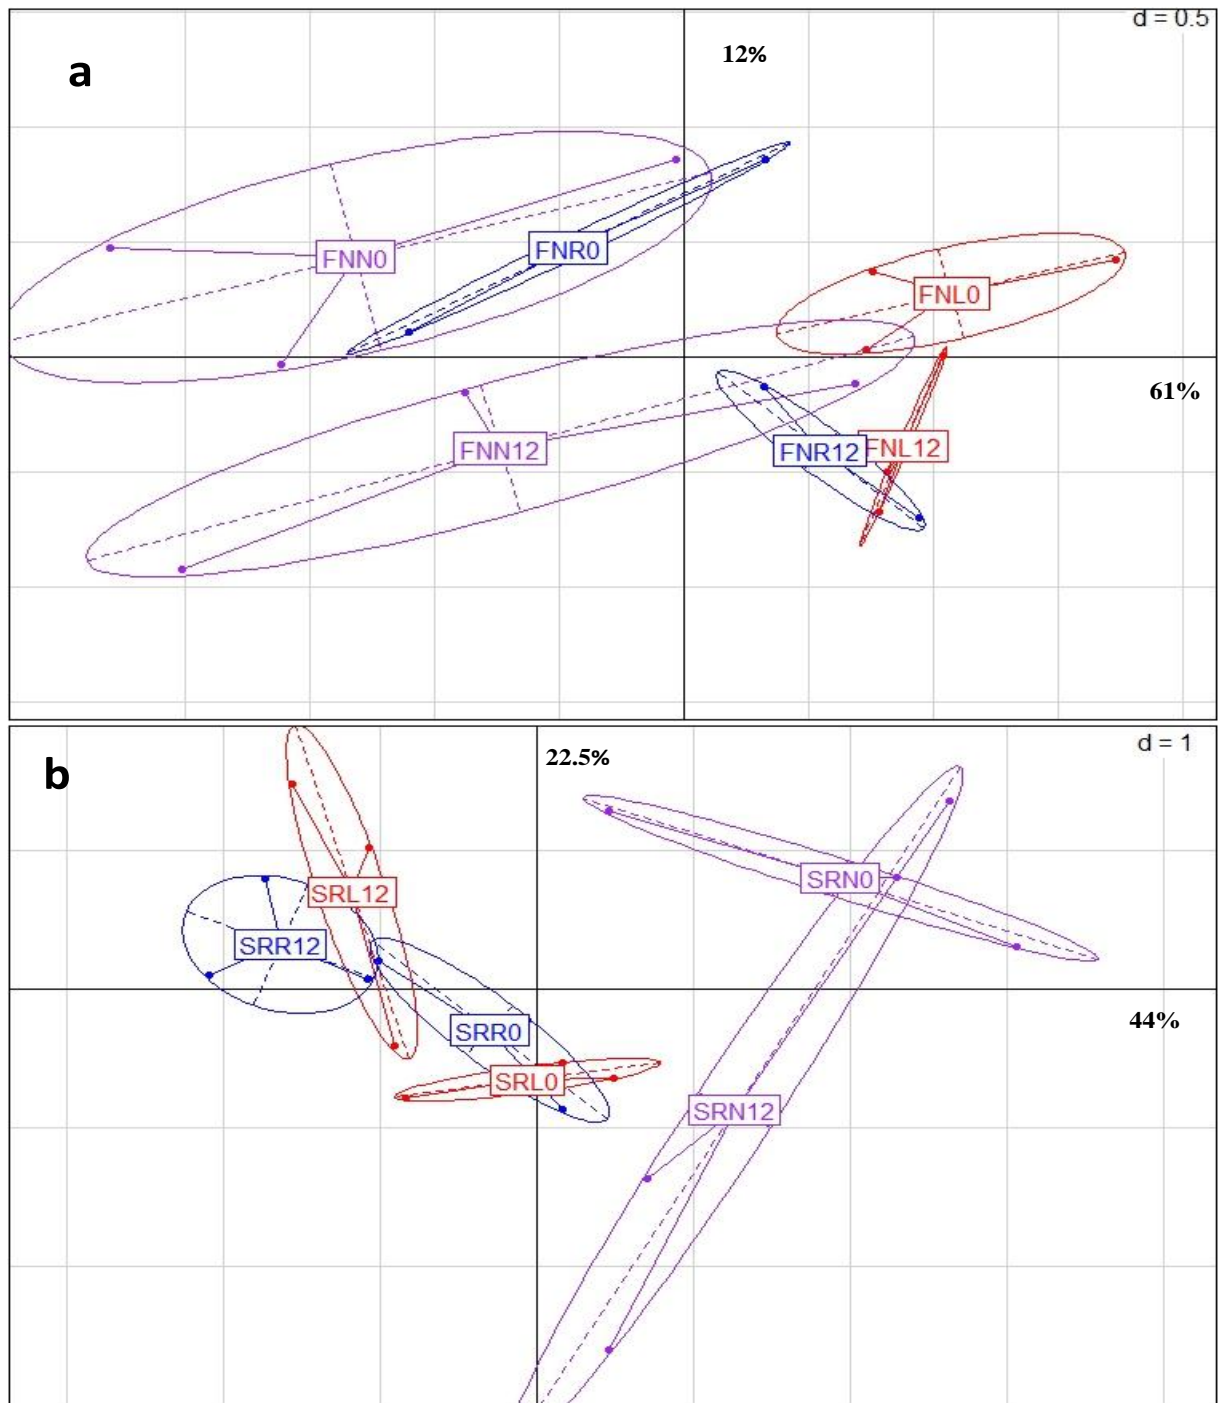 d = 0.5
12%
a
FNN0
FNR0
FNL0
61%
FNN12
FNR12
FNL12
d = 1
22.5%
b
SRN0
SRL12
SRR12
44%
SRR0
SRL0
SRN12